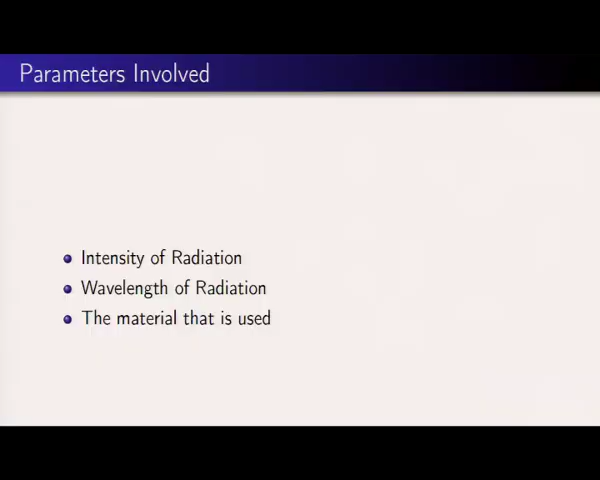 Parameters Involved
Intensity of Radiation
Wavelength of Radiation
The material that is used